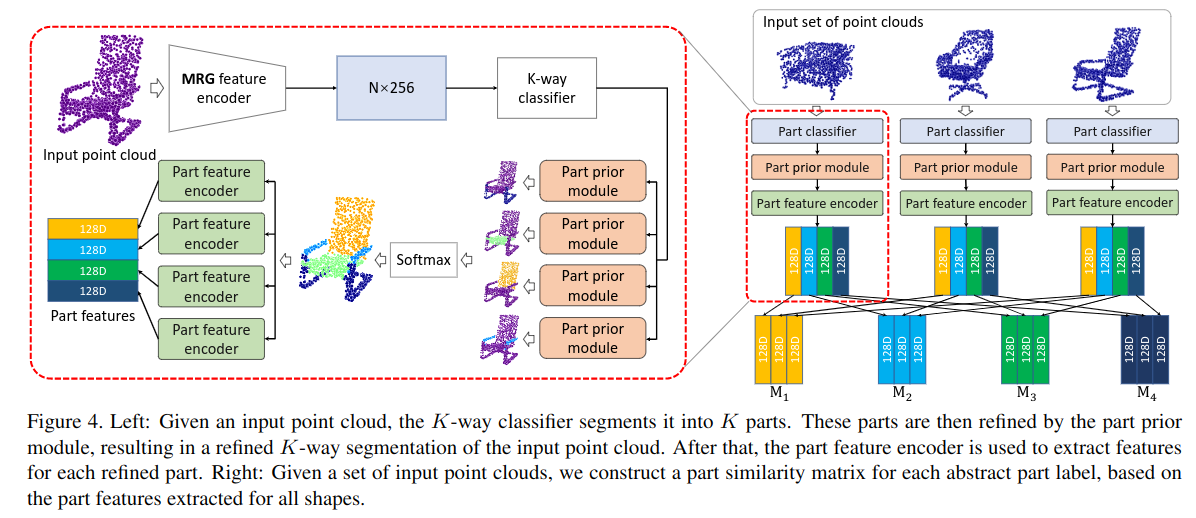 Input point cloud
MRG feature
encoder
N×256
K-way
classifier
Part feature
encoder
Part feature
encoder
Part feature
encoder
Part feature
encoder
128D
128D
128D
128D
Part features
Softmax
Part prior
module
Part prior
module
Part prior
module
Part prior
module
Input set of point clouds
Part classifier
Part classifier
Part classifier
Part prior module
Part prior module
Part prior module
Part feature encoder
Part feature encoder
Part feature encoder
128D 128D 128D 128D
128D 128D 128D 128D
128D 128D 128D 128D
128D 128D 128D
128D 128D 128D
128D 128D 128D
128D 128D 128D
M1
M2
M3
M4
Figure 4. Left: Given an input point cloud, the K-way classifier segments it into K parts. These parts are then refined by the part prior
module, resulting in a refined K-way segmentation of the input point cloud. After that, the part feature encoder is used to extract features
for each refined part. Right: Given a set of input point clouds, we construct a part similarity matrix for each abstract part label, based on
the part features extracted for all shapes.